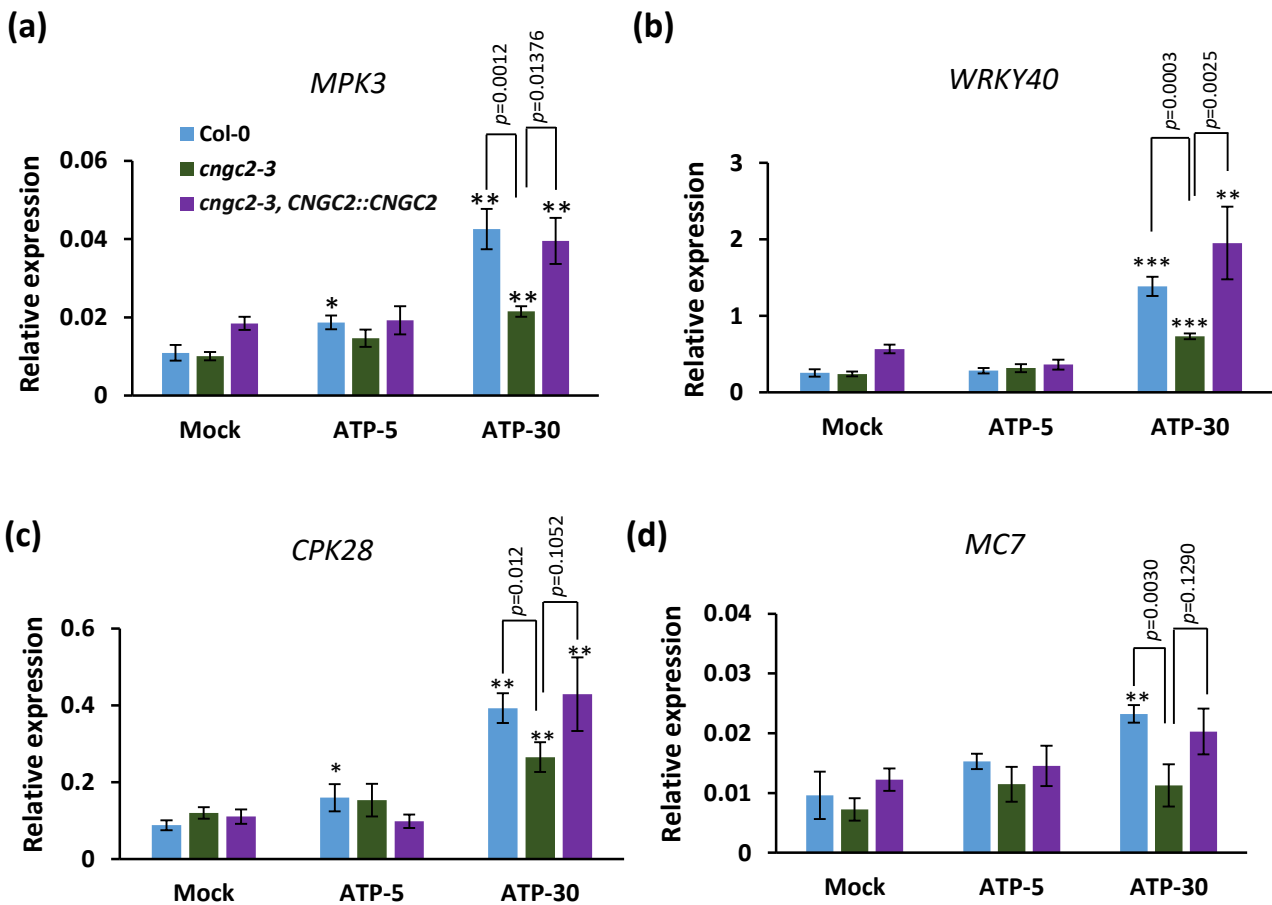 (a)
MPK3
p=0.0012
p=0.01376
Col-0
cngc2-3
cngc2-3, CNGC2::CNGC2
Relative expression
0.06
0.04
0.02
0
*
**
**
**
Mock
ATP-5
ATP-30
(b)
WRKY40
p=0.0003
p=0.0025
Relative expression
3
2
1
0
***
***
**
Mock
ATP-5
ATP-30
(c)
CPK28
p=0.012
p=0.1052
Relative expression
0.6
0.4
0.2
0
*
**
**
**
Mock
ATP-5
ATP-30
(d)
MC7
p=0.0030
p=0.1290
Relative expression
0.04
0.03
0.02
0.01
0
**
Mock
ATP-5
ATP-30